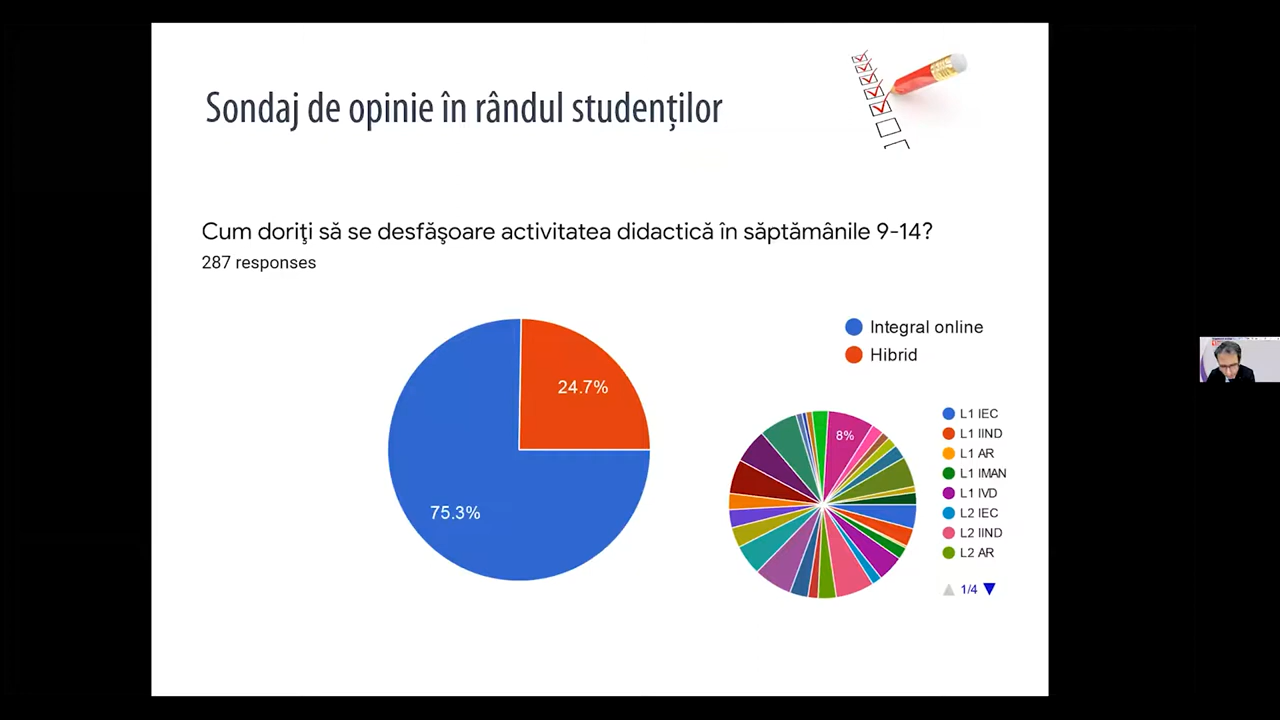 Sondaj de opinie în rândul studenților
Cum doriţi să se desfăşoare activitatea didactică în săptămânile 9-14?
287 responses
Integral online
Hibrid
24.7%
75.3%
8%
L1 IEC
L1 IIND
L1 AR
L1 IMAN
L1 IVD
L2 IEC
L2 IIND
L2 AR
1/4